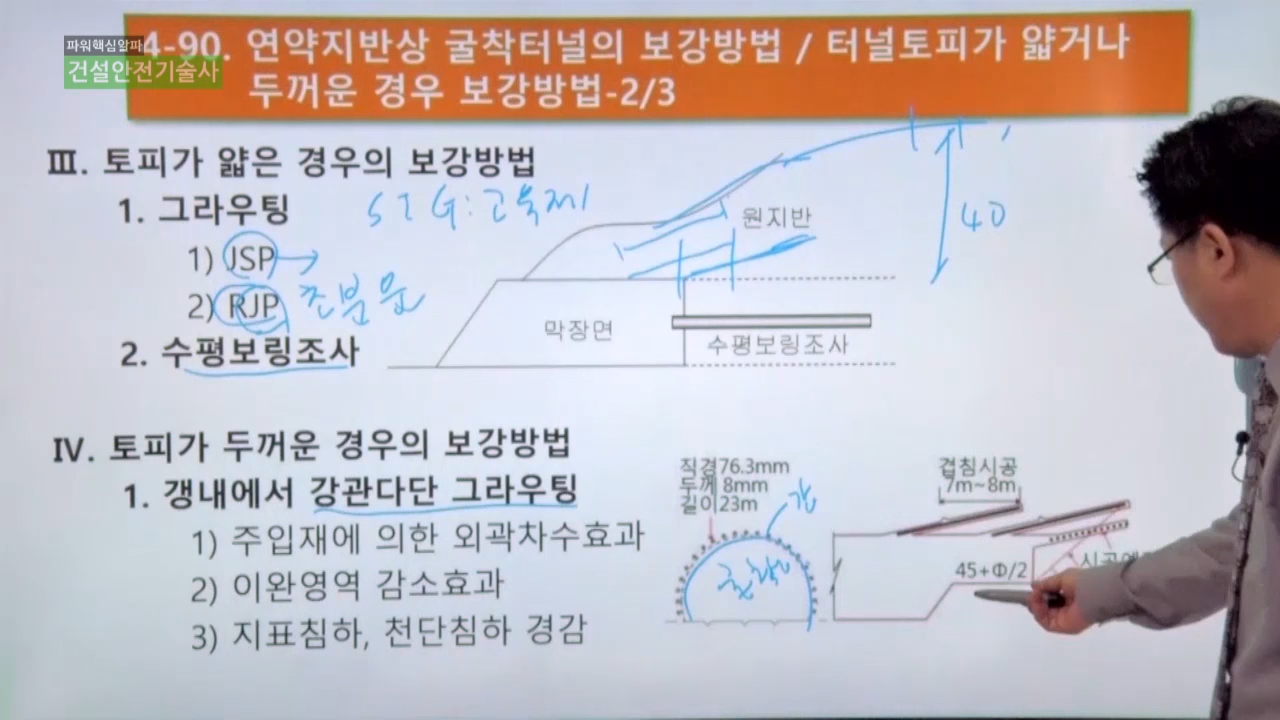 파워핵심알파
건설안전기술사
4-90. 연약지반상 굴착터널의 보강방법 / 터널토피가 얇거나
두꺼운 경우 보강방법-2/3
Ⅲ. 토피가 얇은 경우의 보강방법
1. 그라우팅
1) JSP
2) RJP 초분류
2. 수평보링조사
원지반
40
막장면
수평보링조사
Ⅳ. 토피가 두꺼운 경우의 보강방법
1. 갱내에서 강관다단 그라우팅
1) 주입재에 의한 외곽차수효과
2) 이완영역 감소효과
3) 지표침하, 천단침하 경감
직경76.3mm
두께 8mm
길이23m
겹침시공
7m~8m
45+Φ/2